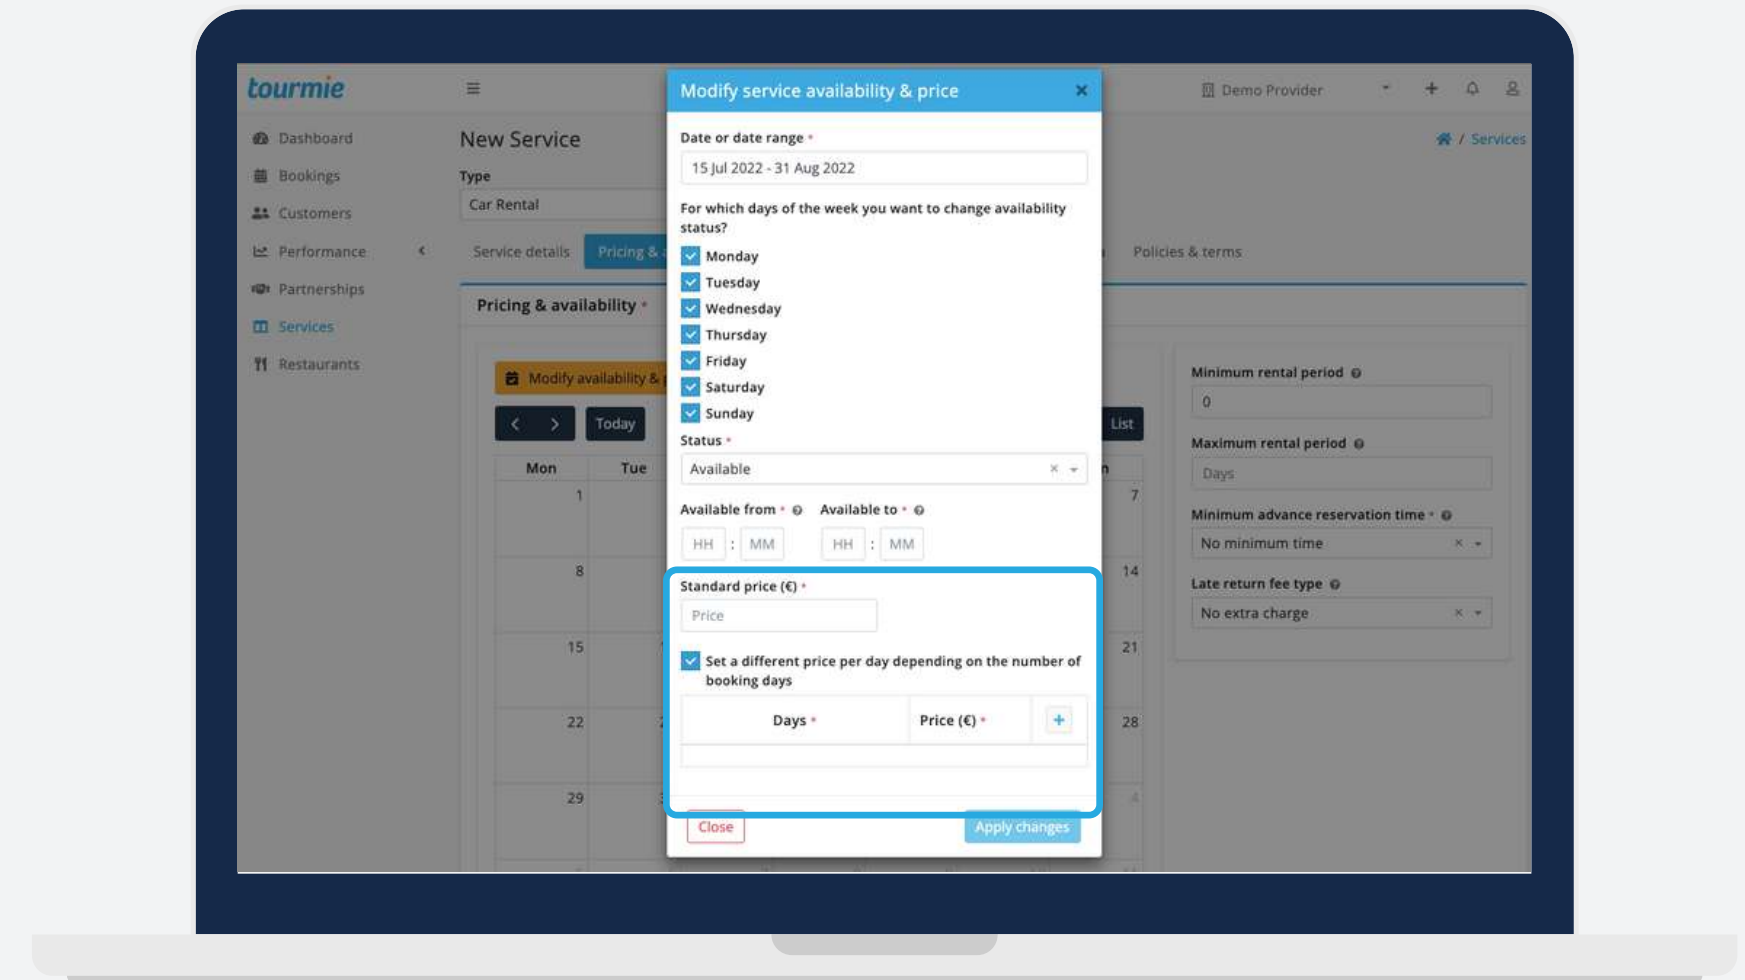 tourmie
Modify service availability & price
Demo Provider
Dashboard
Bookings
Customers
Performance
Partnerships
Services
Restaurants
New Service
/ Services
Type
Car Rental
Service details
Pricing &
Policies & terms
Pricing & availability *
Modify availability &
Today
List
Mon
Tue
1
7
8
14
15
21
22
28
29
4
Date or date range *
15 Jul 2022 - 31 Aug 2022
For which days of the week you want to change availability
status?
Monday
Tuesday
Wednesday
Thursday
Friday
Saturday
Sunday
Status *
Available
Available from *
Available to *
HH : MM
HH : MM
Standard price (€) *
Price
Set a different price per day depending on the number of
booking days
Days *
Price (€) *
+
Close
Apply changes
Minimum rental period
0
Maximum rental period
Days
Minimum advance reservation time *
No minimum time
Late return fee type
No extra charge